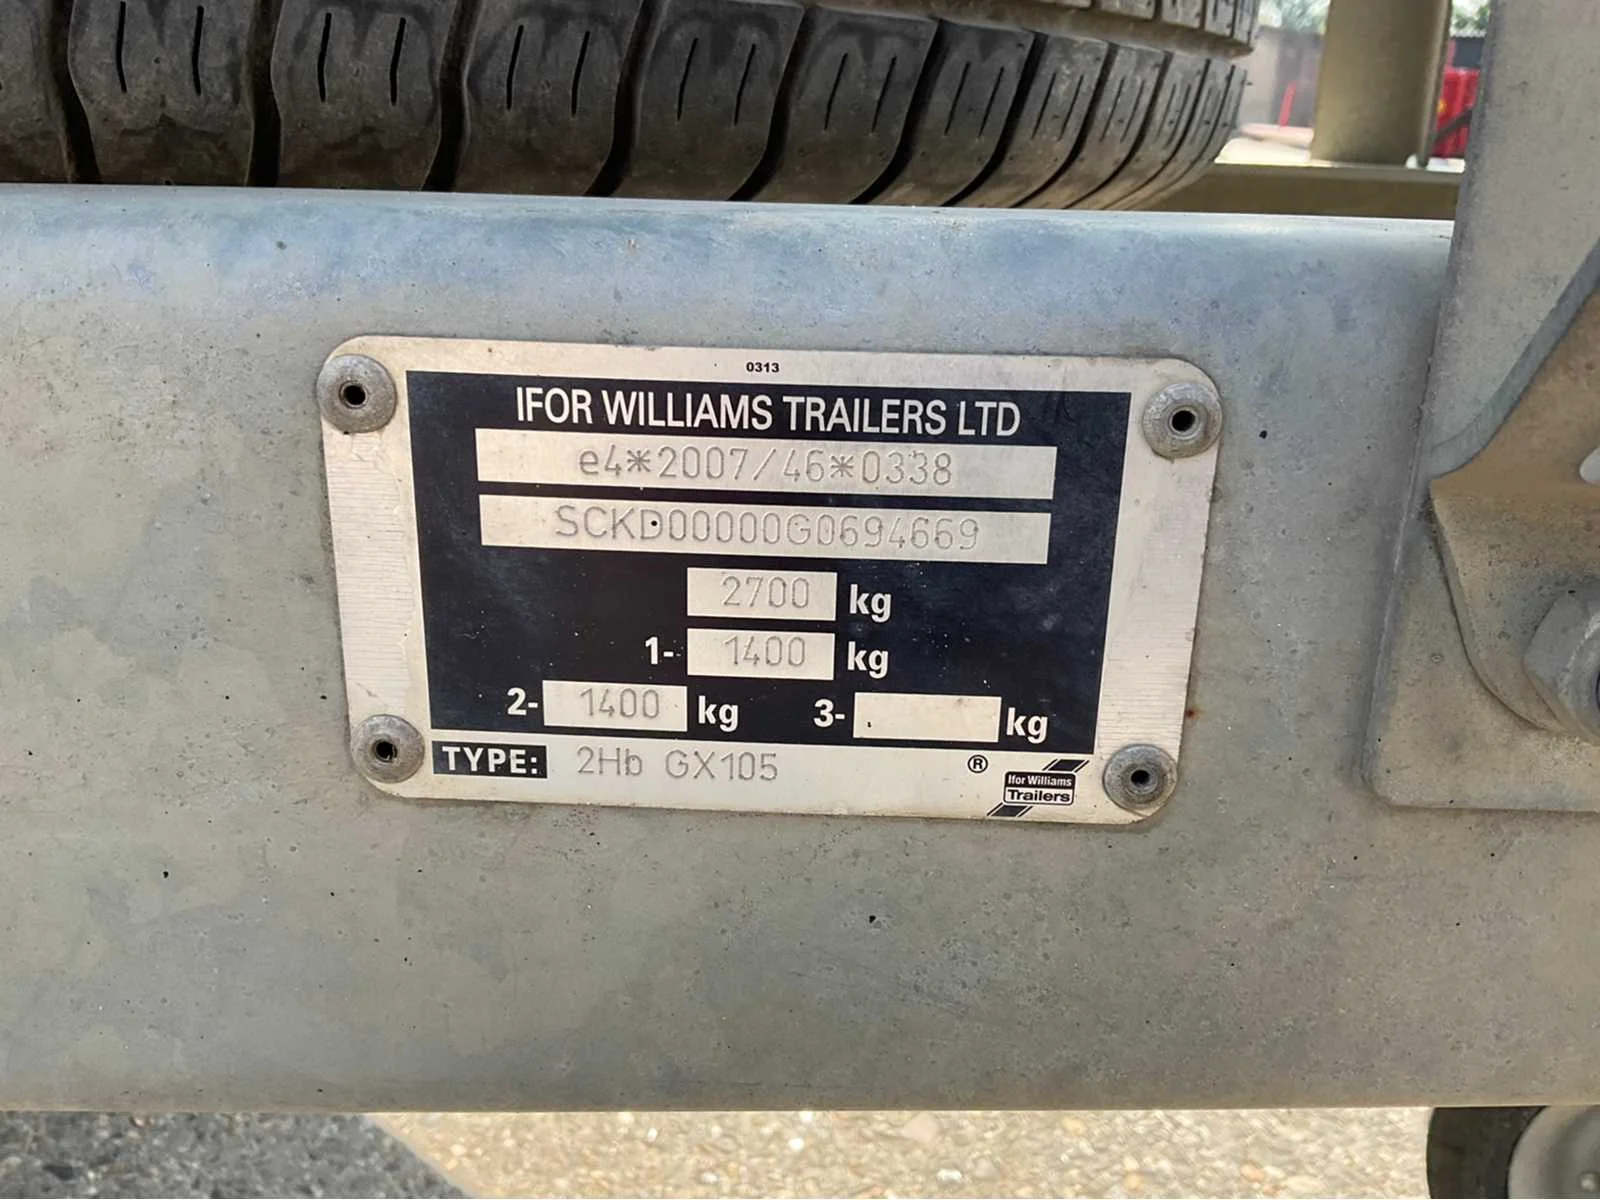 0313
IFOR WILLIAMS TRAILERS LTD
e4*2007/46*0338
SCKD00000G0694669
2700 kg
1- 1400 kg
2- 1400 kg 3- kg
TYPE: 2Hb GX105 ®
Ifor Williams
Trailers